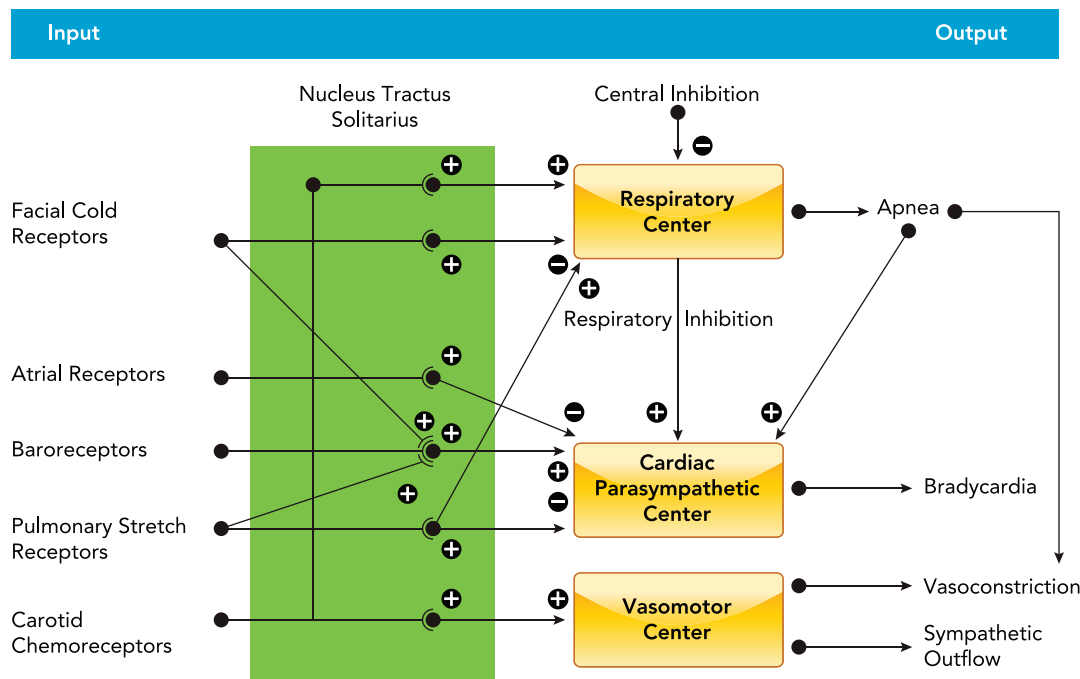 Input
Output
Nucleus Tractus
Solitarius
Central Inhibition
+
+
−
Respiratory
Center
Facial Cold
Receptors
Apnea
+
−
+
Respiratory Inhibition
+
Atrial Receptors
−
+
+
+
+
Baroreceptors
+
−
+
Cardiac
Parasympathetic
Center
Bradycardia
Pulmonary Stretch
Receptors
+
+
+
Vasomotor
Center
Vasoconstriction
Carotid
Chemoreceptors
Sympathetic
Outflow